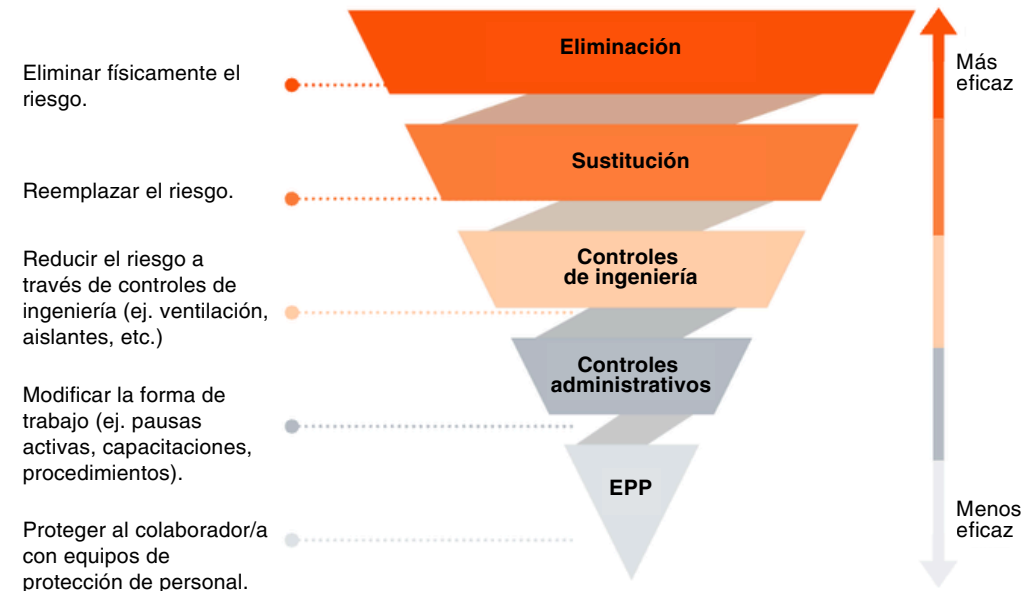 Eliminación
Más
eficaz
Eliminar físicamente el
riesgo.
Sustitución
Reemplazar el riesgo.
Controles
de ingeniería
Reducir el riesgo a
través de controles de
ingeniería (ej. ventilación,
aislantes, etc.)
Controles
administrativos
Modificar la forma de
trabajo (ej. pausas
activas, capacitaciones,
procedimientos).
EPP
Menos
eficaz
Proteger al colaborador/a
con equipos de
protección de personal.